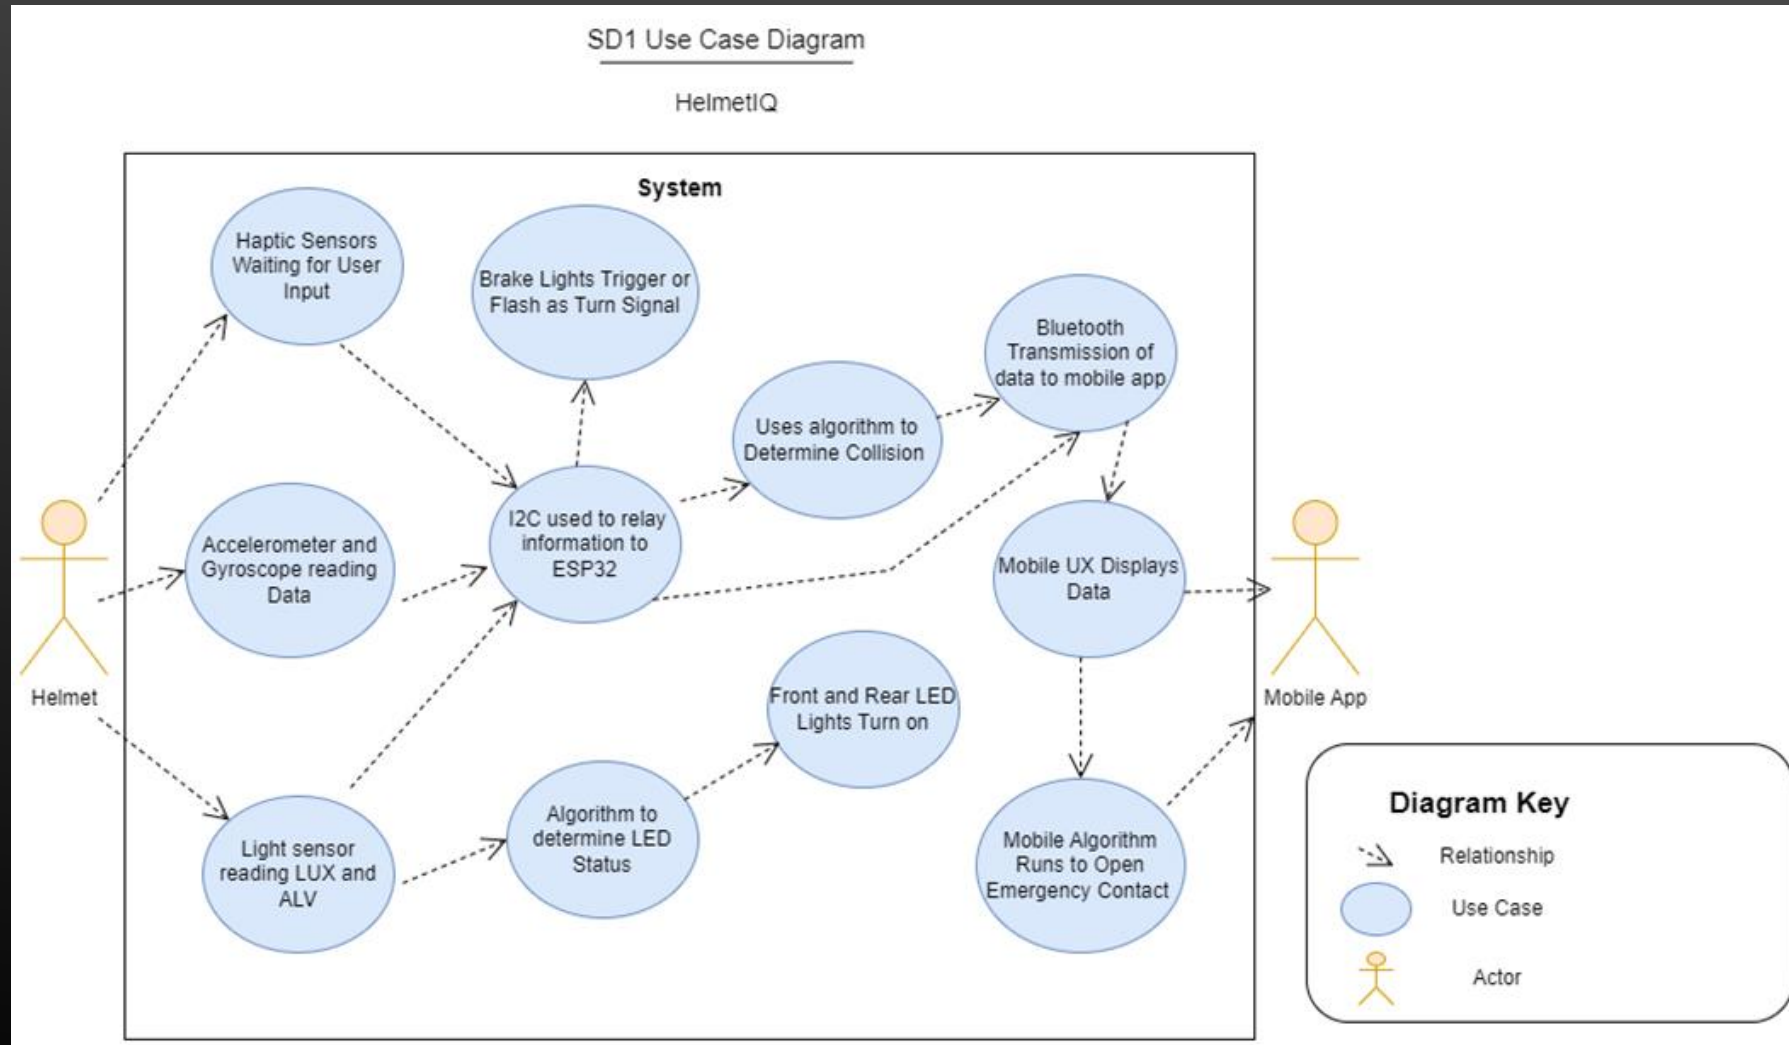 SD1 Use Case Diagram
HelmetIQ
System
Haptic Sensors
Waiting for User
Input
Brake Lights Trigger or
Flash as Turn Signal
Bluetooth
Transmission of
data to mobile app
Uses algorithm to
Determine Collision
I2C used to relay
information to
ESP32
Accelerometer and
Gyroscope reading
Data
Mobile UX Displays
Data
Helmet
Mobile App
Front and Rear LED
Lights Turn on
Light sensor
reading LUX and
ALV
Algorithm to
determine LED
Status
Mobile Algorithm
Runs to Open
Emergency Contact
Diagram Key
Relationship
Use Case
Actor